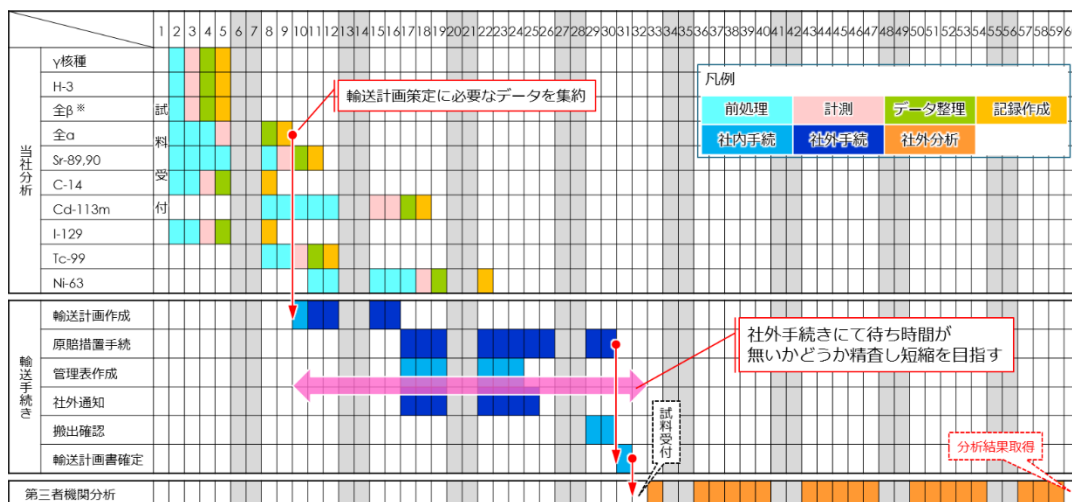 1 2 3 4 5 6 7 8 9 10 11 12 13 14 15 16 17 18 19 20 21 22 23 24 25 26 27 28 29 30 31 32 33 34 35 36 37 38 39 40 41 42 43 44 45 46 47 48 49 50 51 52 53 54 55 56 57 58 59 60
当社分析
γ核種
H-3
全β※
全α
Sr-89,90
C-14
Cd-113m
I-129
Tc-99
Ni-63
試料受付
輸送計画策定に必要なデータを集約
凡例
前処理 計測 データ整理 記録作成
社内手続 社外手続 社外分析
輸送手続き
輸送計画作成
原賠措置手続
管理表作成
社外通知
搬出確認
輸送計画書確定
社外手続きにて待ち時間が
無いかどうか精査し短縮を目指す
試料受付
分析結果取得
第三者機関分析